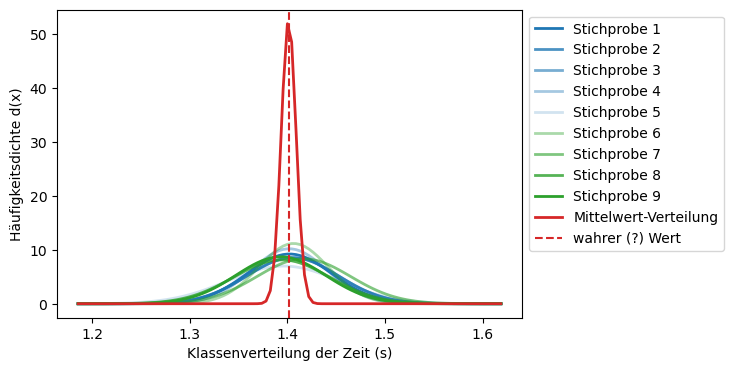 50
40
30
20
10
0
Häufigkeitsdichte d(x)
1.2
1.3
1.4
1.5
1.6
Klassenverteilung der Zeit (s)
Stichprobe 1
Stichprobe 2
Stichprobe 3
Stichprobe 4
Stichprobe 5
Stichprobe 6
Stichprobe 7
Stichprobe 8
Stichprobe 9
Mittelwert-Verteilung
wahrer (?) Wert